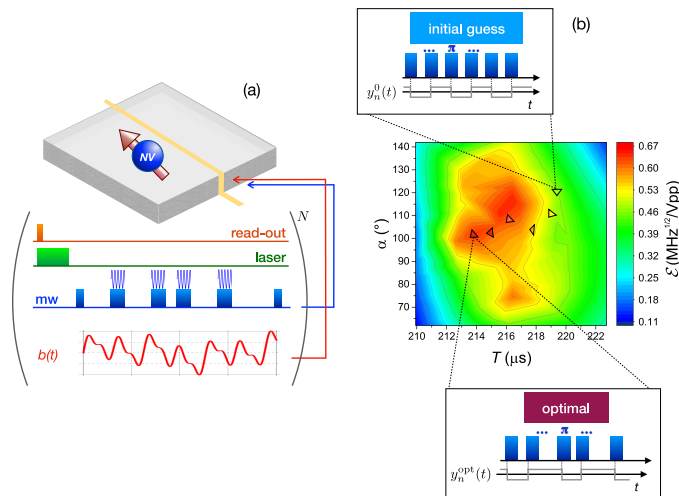 (a)
NV
N
read-out
laser
mw
b(t)
(b)
initial guess
... π ...
y_n^0(t)
t
140
130
120
110
100
90
80
70
α (°)
210 212 214 216 218 220 222
T (μs)
0.67
0.60
0.53
0.46
0.39
0.32
0.25
0.18
0.11
ℰ (MHz^1/2/Vpp)
optimal
... π ...
y_n^opt(t)
t